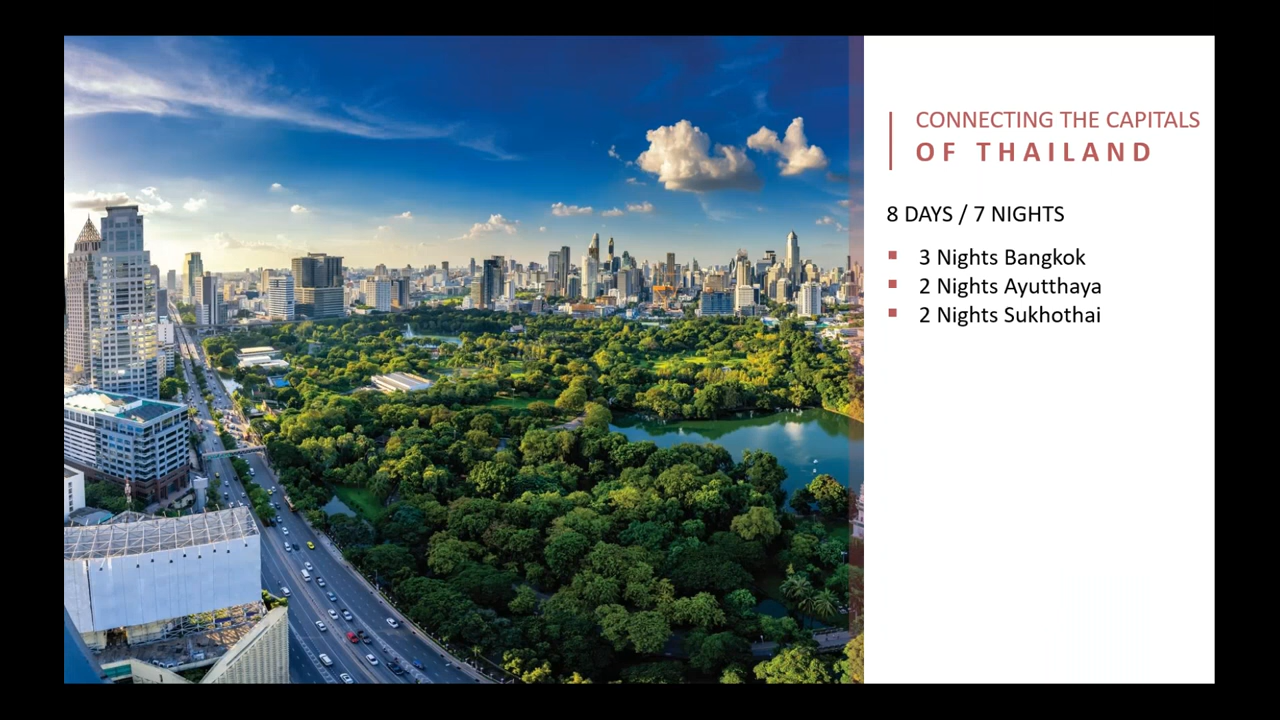 CONNECTING THE CAPITALS
OF THAILAND
8 DAYS / 7 NIGHTS
3 Nights Bangkok
2 Nights Ayutthaya
2 Nights Sukhothai